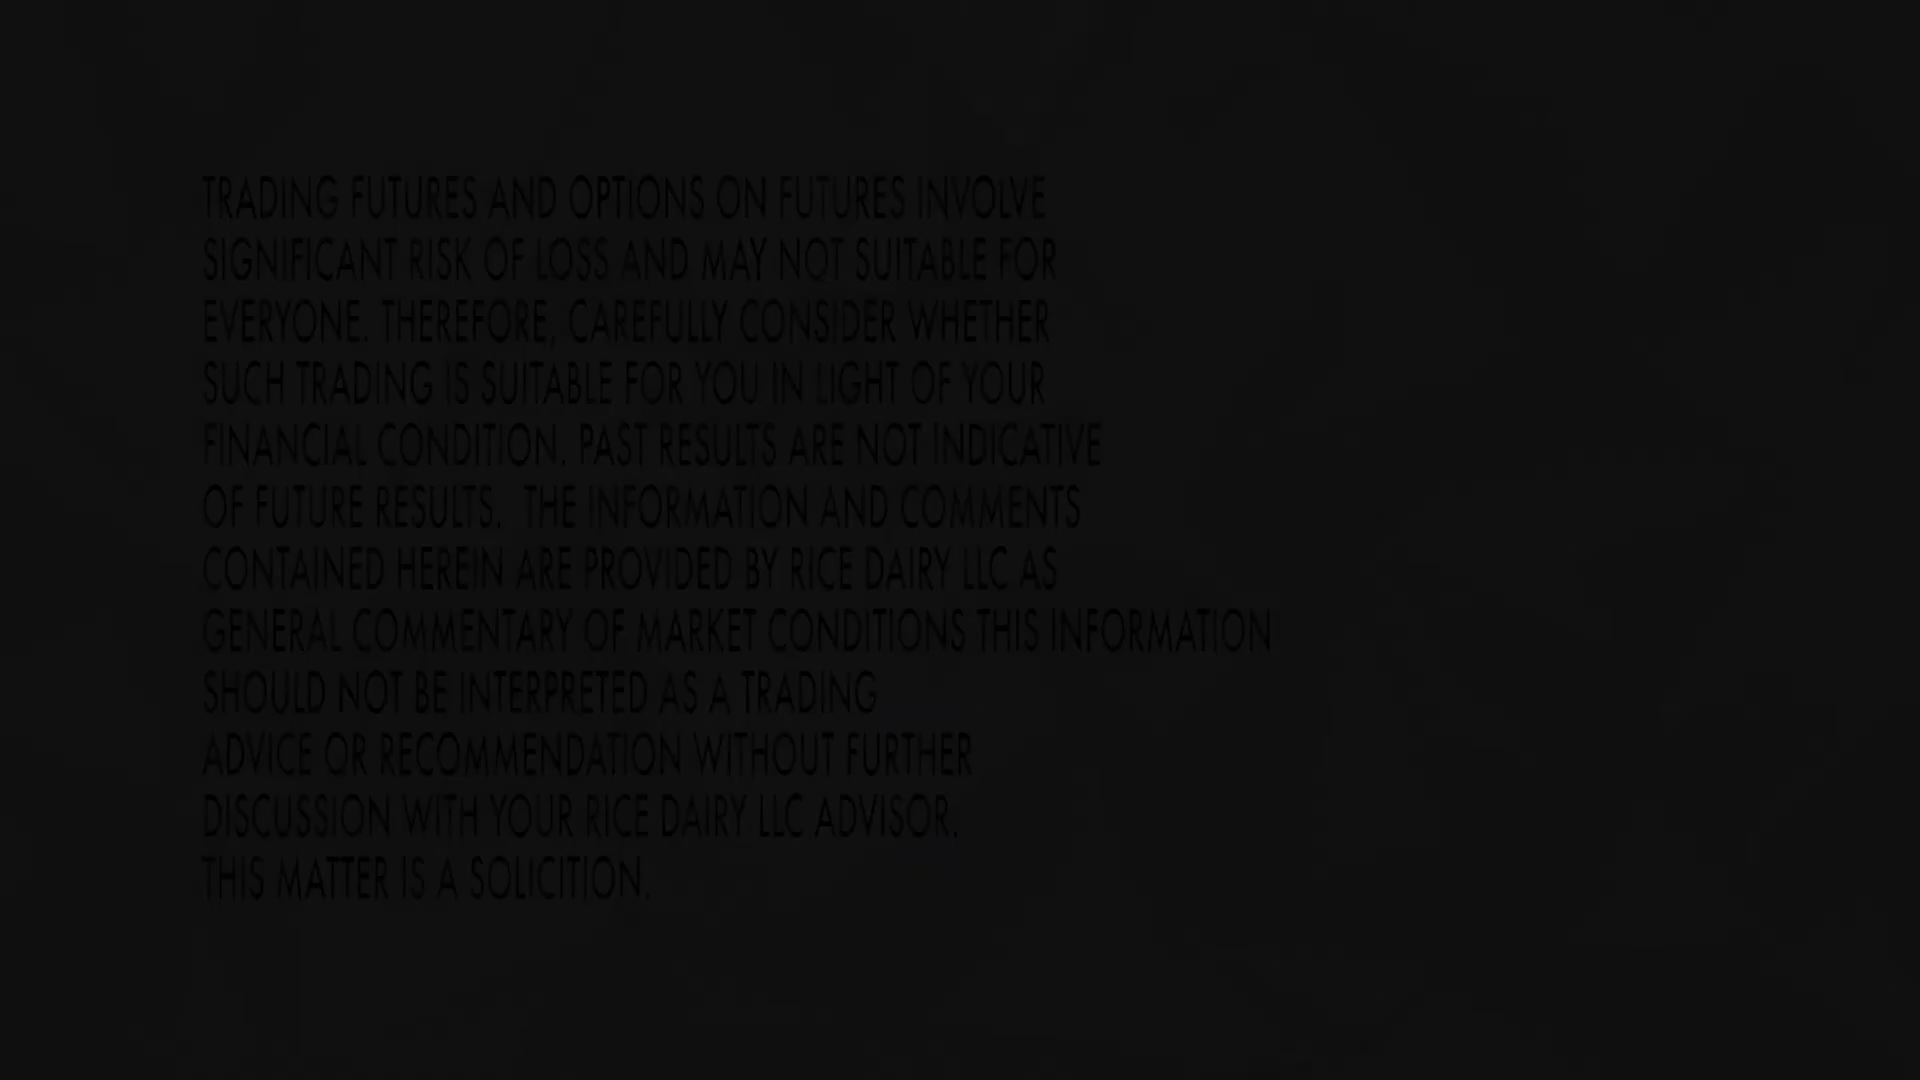 TRADING FUTURES AND OPTIONS ON FUTURES INVOLVE
SIGNIFICANT RISK OF LOSS AND MAY NOT SUITABLE FOR
EVERYONE. THEREFORE, CAREFULLY CONSIDER WHETHER
SUCH TRADING IS SUITABLE FOR YOU IN LIGHT OF YOUR
FINANCIAL CONDITION. PAST RESULTS ARE NOT INDICATIVE
OF FUTURE RESULTS.  THE INFORMATION AND COMMENTS
CONTAINED HEREIN ARE PROVIDED BY RICE DAIRY LLC AS
GENERAL COMMENTARY OF MARKET CONDITIONS THIS INFORMATION
SHOULD NOT BE INTERPRETED AS A TRADING
ADVICE OR RECOMMENDATION WITHOUT FURTHER
DISCUSSION WITH YOUR RICE DAIRY LLC ADVISOR.
THIS MATTER IS A SOLICITION.